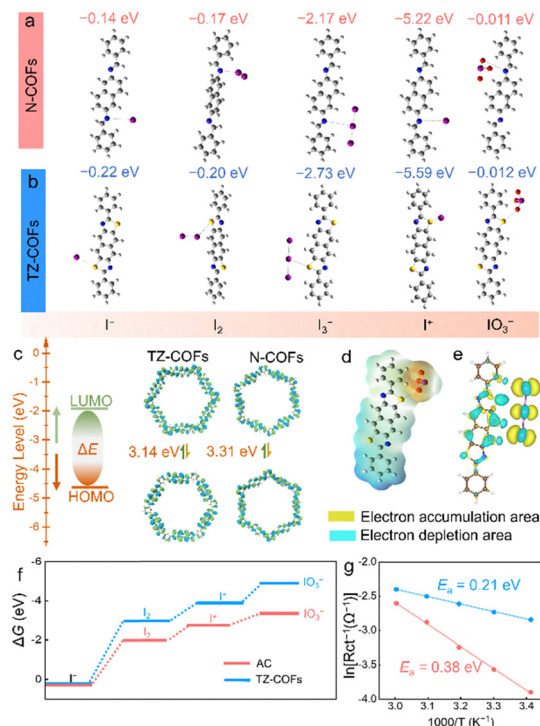 a
N-COFs
−0.14 eV −0.17 eV −2.17 eV −5.22 eV −0.011 eV
b
TZ-COFs
−0.22 eV −0.20 eV −2.73 eV −5.59 eV −0.012 eV
I⁻ I₂ I₃⁻ I⁺ IO₃⁻
c
Energy Level (eV)
0
-1
-2
-3
-4
-5
-6
LUMO
ΔE
HOMO
TZ-COFs N-COFs
3.14 eV 3.31 eV
d
e
Electron accumulation area
Electron depletion area
f
ΔG (eV)
-6
-4
-2
0
I⁻
I₂ I⁺ IO₃⁻
I₂ I⁺ IO₃⁻
AC
TZ-COFs
g
ln[Rct⁻¹(Ω⁻¹)]
-2.0
-2.5
-3.0
-3.5
-4.0
Eₐ = 0.21 eV
Eₐ = 0.38 eV
3.0 3.1 3.2 3.3 3.4
1000/T (K⁻¹)